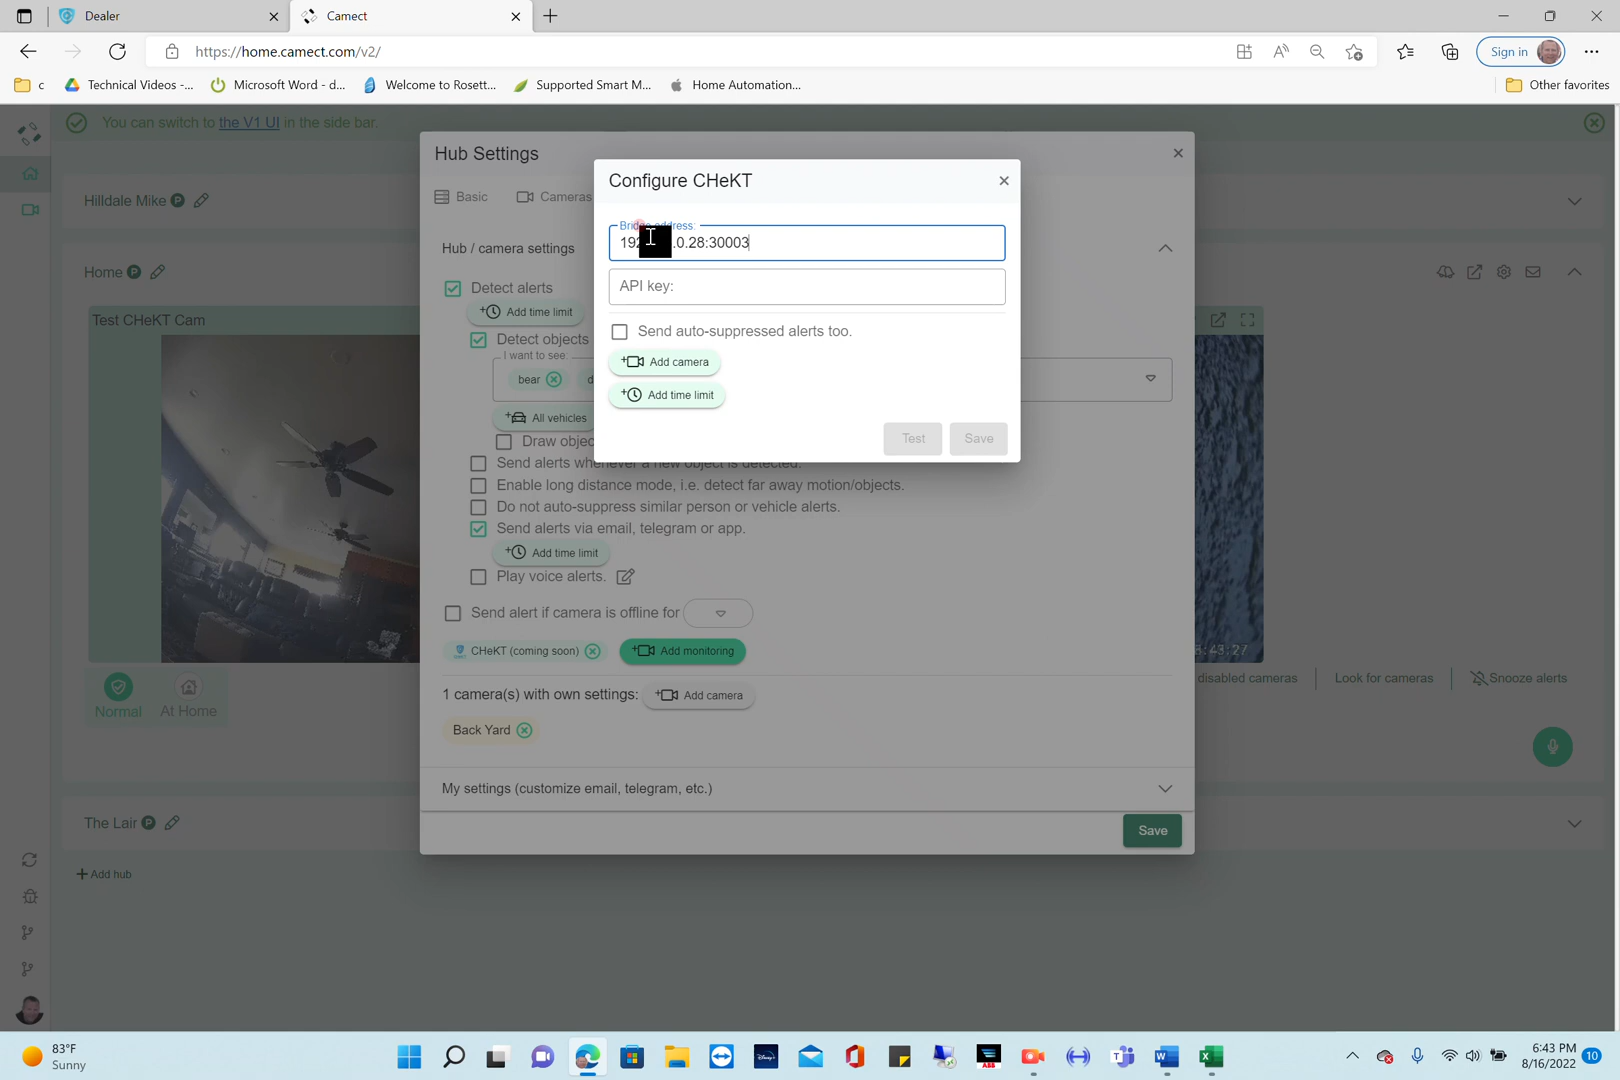 Dealer
Camect
https://home.camect.com/v2/
Sign in
c
Technical Videos -...
Microsoft Word - d...
Welcome to Rosett...
Supported Smart M...
Home Automation...
Other favorites
You can switch to the V1 UI in the side bar.
Hub Settings
Configure CHeKT
Basic
Cameras
Hilldale Mike P
Bridge address:
.0.28:30003
Hub / camera settings
Home P
API key:
Detect alerts
Add time limit
Test CHeKT Cam
Send auto-suppressed alerts too.
Detect objects
I want to see:
Add camera
bear
Add time limit
All vehicles
Draw objec
Test
Save
Send alerts whenever a new object is detected.
Enable long distance mode, i.e. detect far away motion/objects.
Do not auto-suppress similar person or vehicle alerts.
Send alerts via email, telegram or app.
Add time limit
Play voice alerts.
Send alert if camera is offline for
CHeKT (coming soon)
Add monitoring
:43:27
disabled cameras
Look for cameras
Snooze alerts
1 camera(s) with own settings:
Add camera
Normal
At Home
Back Yard
My settings (customize email, telegram, etc.)
The Lair P
Save
Add hub
83°F
Sunny
ABB
6:43 PM
8/16/2022
10